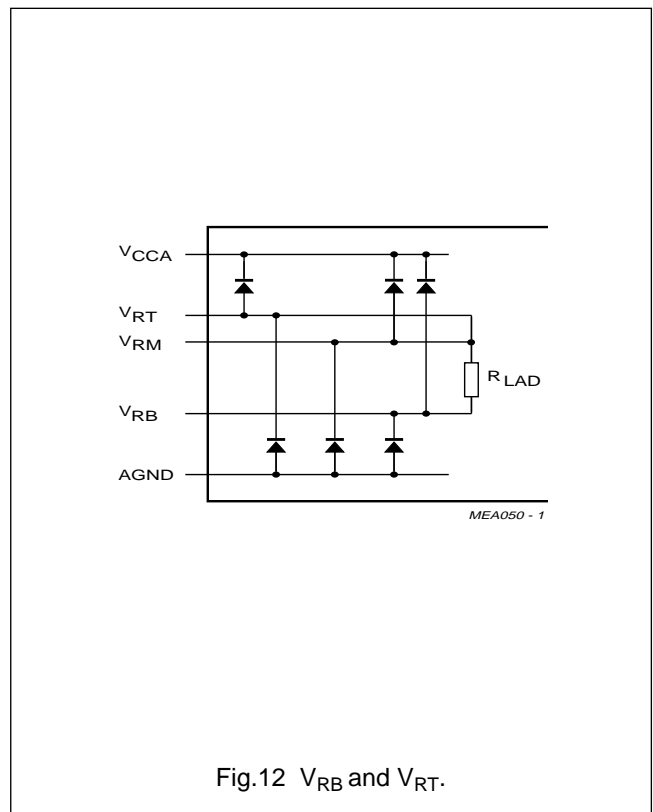 VCCA
VRT
VRM
RLAD
VRB
AGND
MEA050 - 1
Fig.12 VRB and VRT.